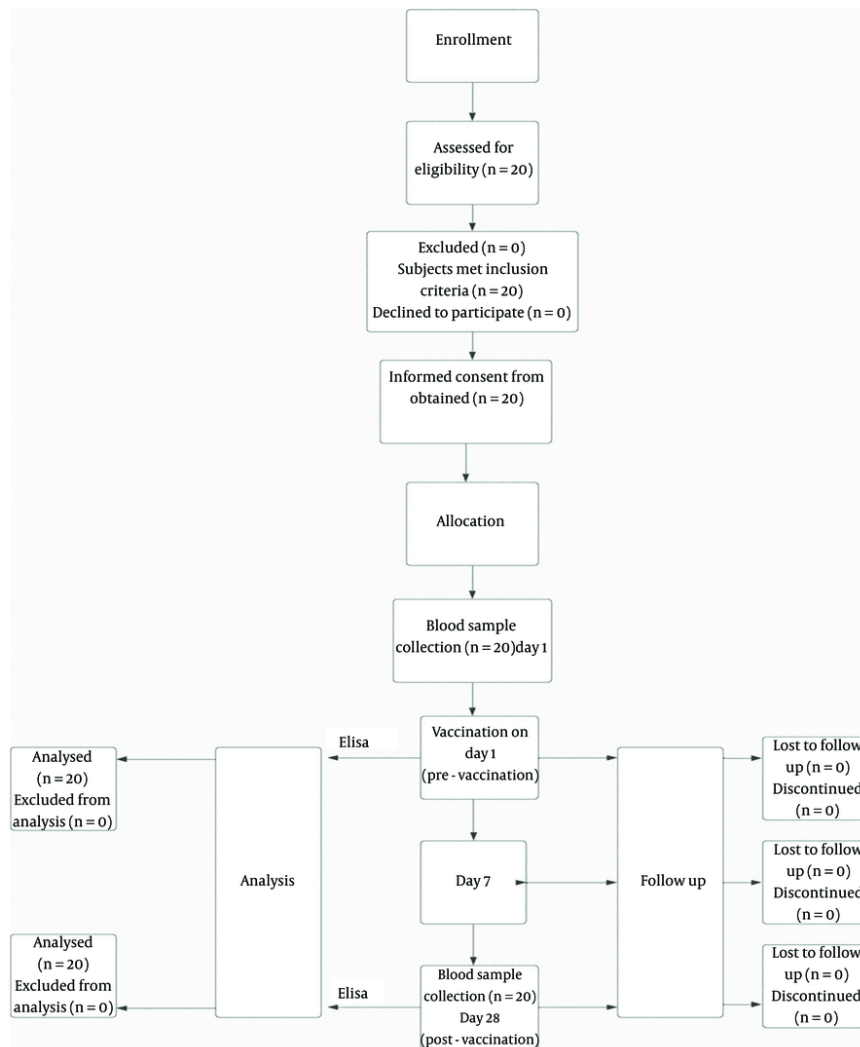 Enrollment
Assessed for
eligibility (n = 20)
Excluded (n = 0)
Subjects met inclusion
criteria (n = 20)
Declined to participate (n = 0)
Informed consent from
obtained (n = 20)
Allocation
Blood sample
collection (n = 20)day 1
Vaccination on
day 1
(pre - vaccination)
Elisa
Analysed
(n = 20)
Excluded from
analysis (n = 0)
Lost to follow
up (n = 0)
Discontinued
(n = 0)
Analysis
Day 7
Follow up
Lost to follow
up (n = 0)
Discontinued
(n = 0)
Analysed
(n = 20)
Excluded from
analysis (n = 0)
Elisa
Blood sample
collection (n = 20)
Day 28
(post - vaccination)
Lost to follow
up (n = 0)
Discontinued
(n = 0)